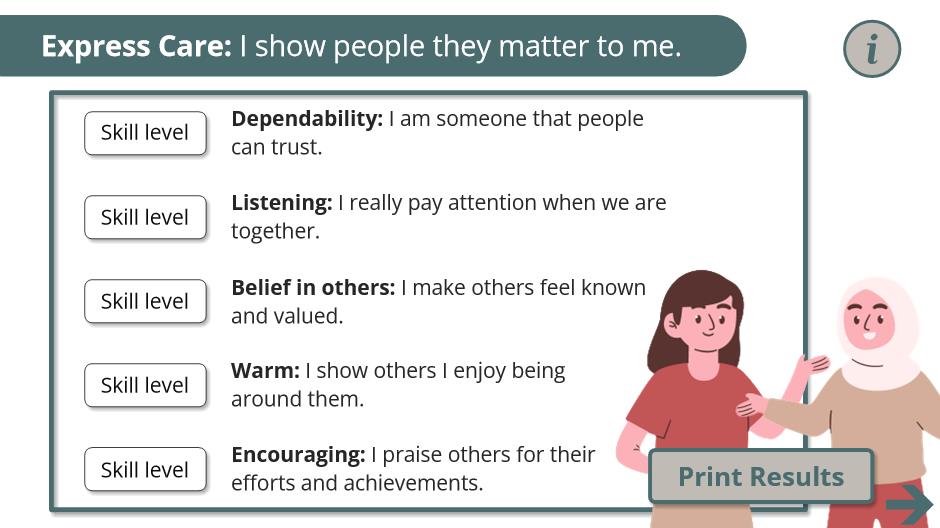 Express Care: I show people they matter to me.
i
Skill level
Dependability: I am someone that people
can trust.
Skill level
Listening: I really pay attention when we are
together.
Skill level
Belief in others: I make others feel known
and valued.
Skill level
Warm: I show others I enjoy being
around them.
Skill level
Encouraging: I praise others for their
efforts and achievements.
Print Results